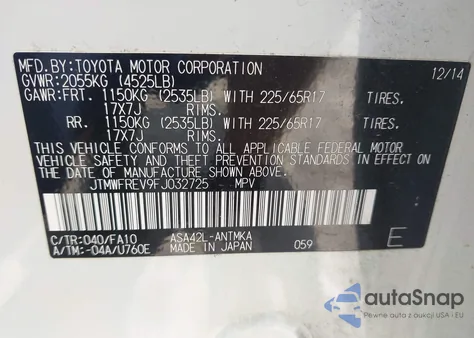 MFD.BY:TOYOTA MOTOR CORPORATION 12/14
GVWR:2055KG (4525LB)
GAWR:FRT. 1150KG (2535LB) WITH 225/65R17 TIRES.
17X7J RIMS.
RR. 1150KG (2535LB) WITH 225/65R17 TIRES.
17X7J RIMS.
THIS VEHICLE CONFORMS TO ALL APPLICABLE FEDERAL MOTOR
VEHICLE SAFETY AND BUMPER STANDARDS IN EFFECT ON
THE DATE OF MANUFACTURE SHOWN ABOVE.
JTMWFREV9FJ032725 MPV
C/TR:040/FA10 ASA42L-ANTMKA
A/TM:-04A/U760E MADE IN JAPAN 059 E
autoSnap
Pewne auto z aukcji USA i EU